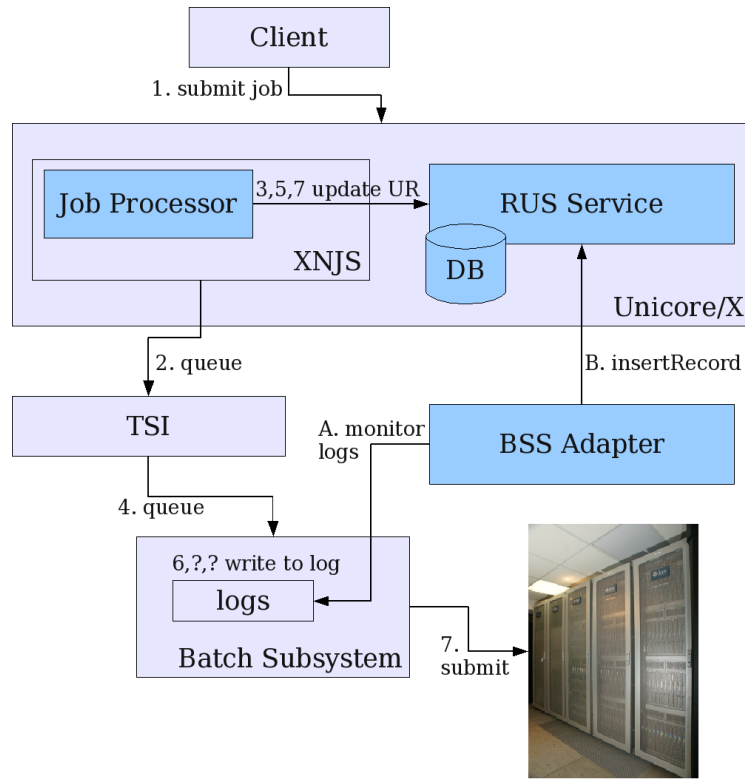 Client
1. submit job
Job Processor
3,5,7 update UR
RUS Service
XNJS
DB
Unicore/X
2. queue
B. insertRecord
TSI
A. monitor
logs
BSS Adapter
4. queue
6,?,? write to log
logs
Batch Subsystem
7.
submit